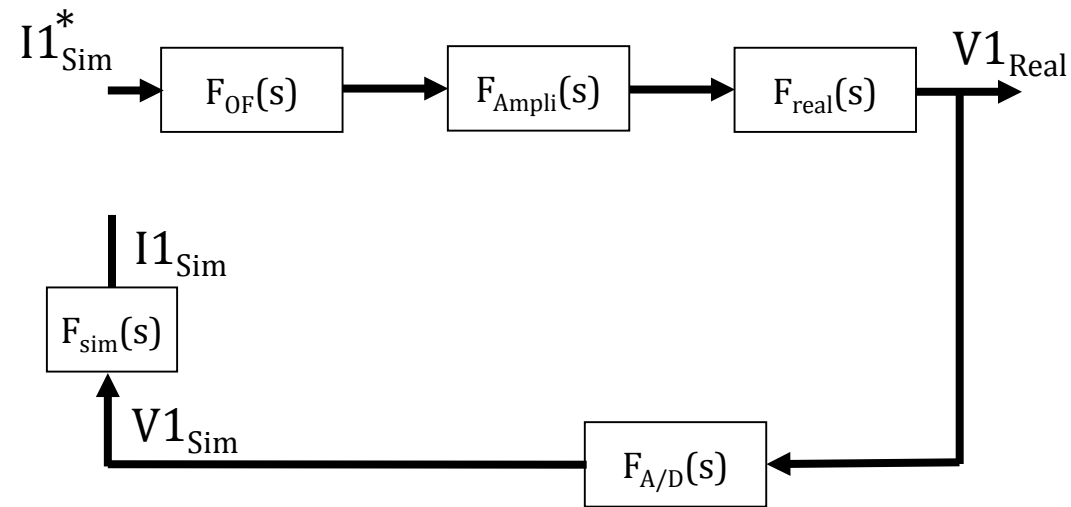 I1*Sim
FOF(s)
FAmpli(s)
Freal(s)
V1Real
I1Sim
Fsim(s)
V1Sim
FA/D(s)